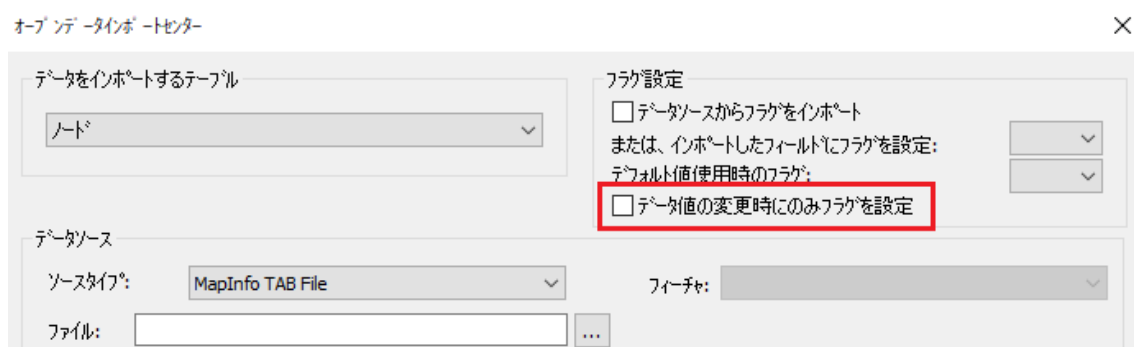 オープンデータインポートセンター
データをインポートするテーブル
ノード
フラグ設定
データソースからフラグをインポート
または、インポートしたフィールドにフラグを設定:
デフォルト値使用時のフラグ:
データ値の変更時にのみフラグを設定
データソース
ソースタイプ: MapInfo TAB File フィーチャ:
ファイル: ...